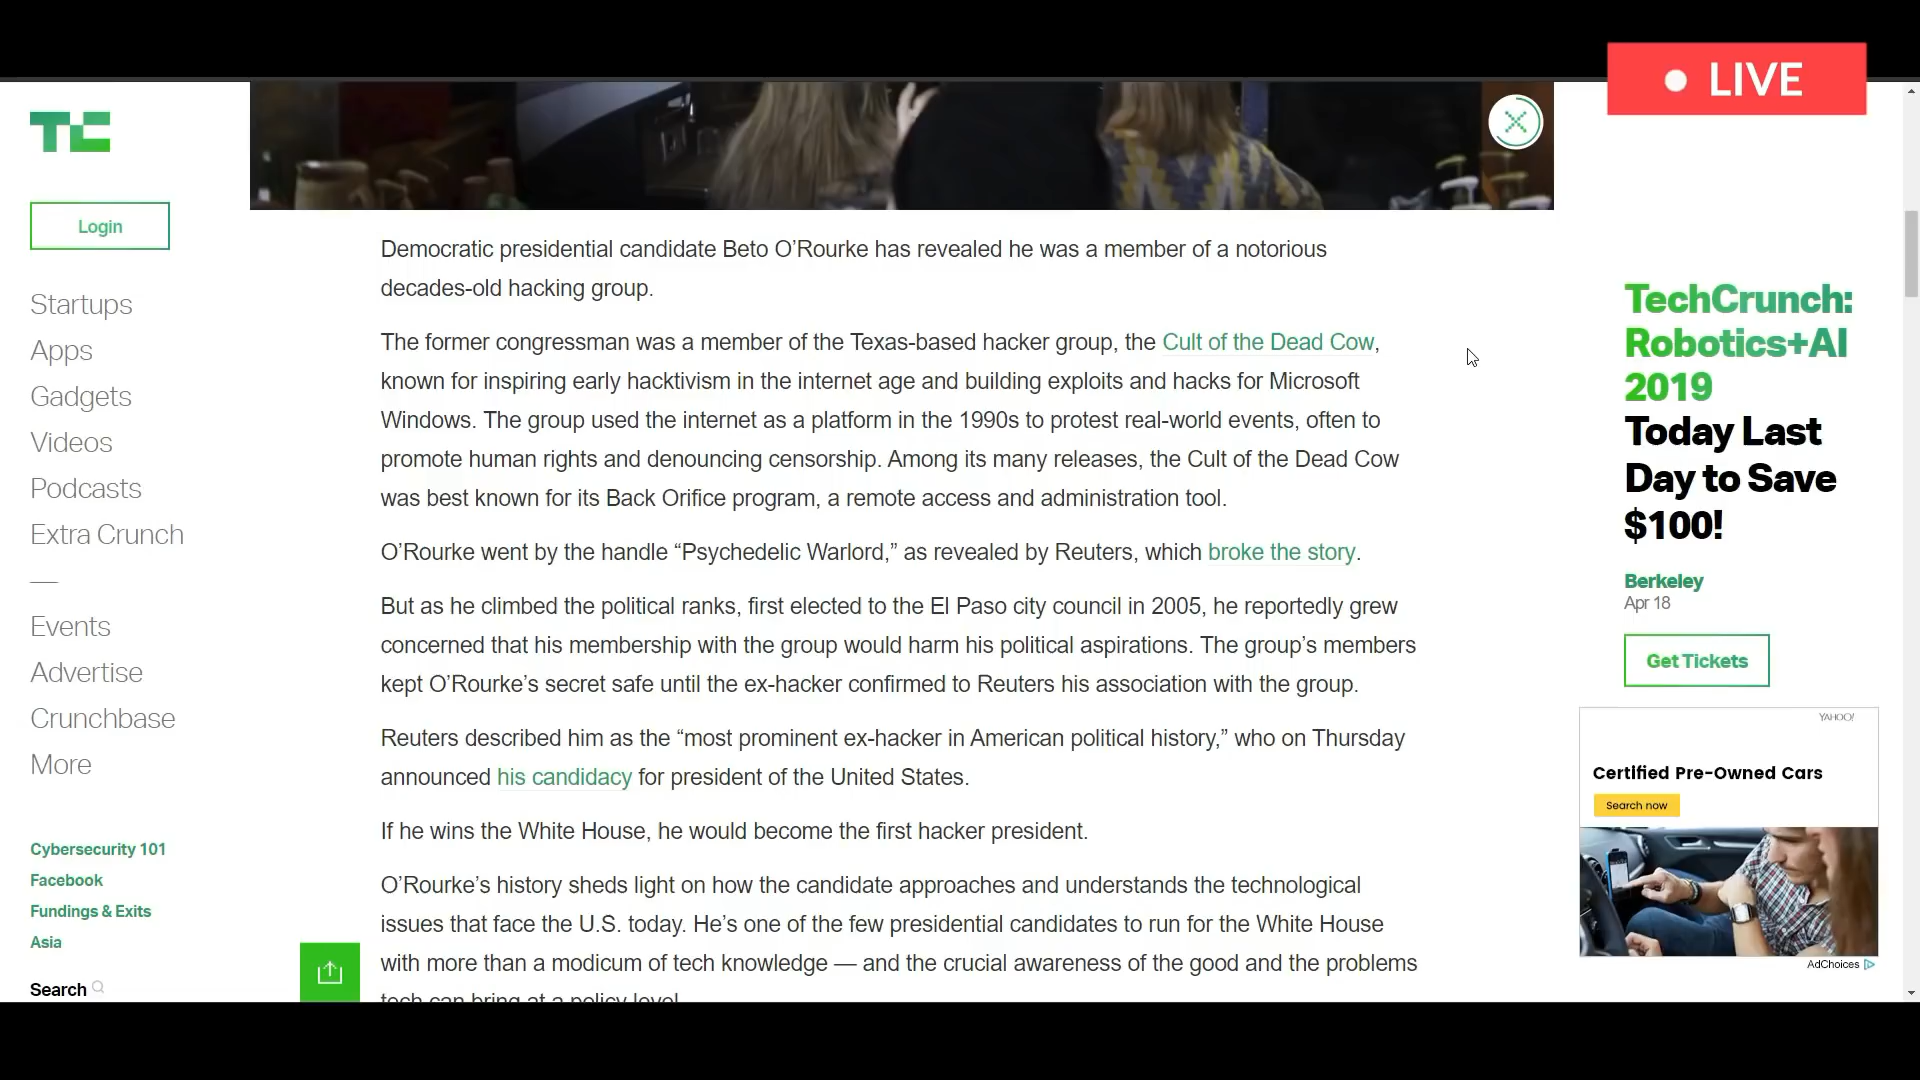 LIVE
TC
Login
Startups
Apps
Gadgets
Videos
Podcasts
Extra Crunch
—
Events
Advertise
Crunchbase
More
Cybersecurity 101
Facebook
Fundings & Exits
Asia
Search
Democratic presidential candidate Beto O’Rourke has revealed he was a member of a notorious
decades-old hacking group.
The former congressman was a member of the Texas-based hacker group, the Cult of the Dead Cow,
known for inspiring early hacktivism in the internet age and building exploits and hacks for Microsoft
Windows. The group used the internet as a platform in the 1990s to protest real-world events, often to
promote human rights and denouncing censorship. Among its many releases, the Cult of the Dead Cow
was best known for its Back Orifice program, a remote access and administration tool.
O’Rourke went by the handle “Psychedelic Warlord,” as revealed by Reuters, which broke the story.
But as he climbed the political ranks, first elected to the El Paso city council in 2005, he reportedly grew
concerned that his membership with the group would harm his political aspirations. The group’s members
kept O’Rourke’s secret safe until the ex-hacker confirmed to Reuters his association with the group.
Reuters described him as the “most prominent ex-hacker in American political history,” who on Thursday
announced his candidacy for president of the United States.
If he wins the White House, he would become the first hacker president.
O’Rourke’s history sheds light on how the candidate approaches and understands the technological
issues that face the U.S. today. He’s one of the few presidential candidates to run for the White House
with more than a modicum of tech knowledge — and the crucial awareness of the good and the problems
tech can bring at a policy level
TechCrunch:
Robotics+AI
2019
Today Last
Day to Save
$100!
Berkeley
Apr 18
Get Tickets
YAHOO!
Certified Pre-Owned Cars
Search now
AdChoices